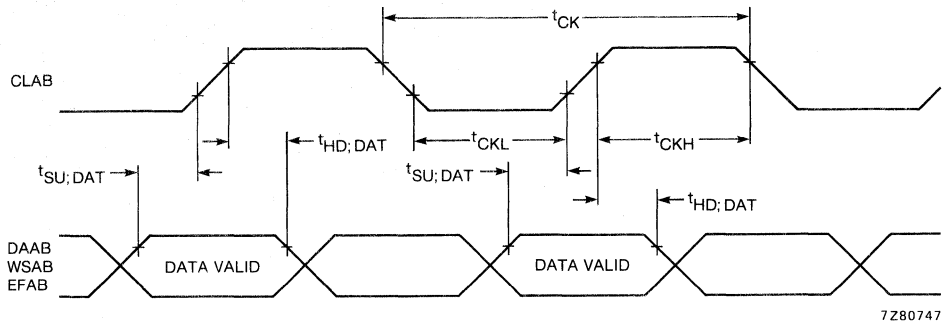 tCK
CLAB
tHD; DAT
tCKL
tCKH
tSU; DAT
tSU; DAT
tHD; DAT
DAAB
WSAB
EFAB
DATA VALID
DATA VALID
7Z80747